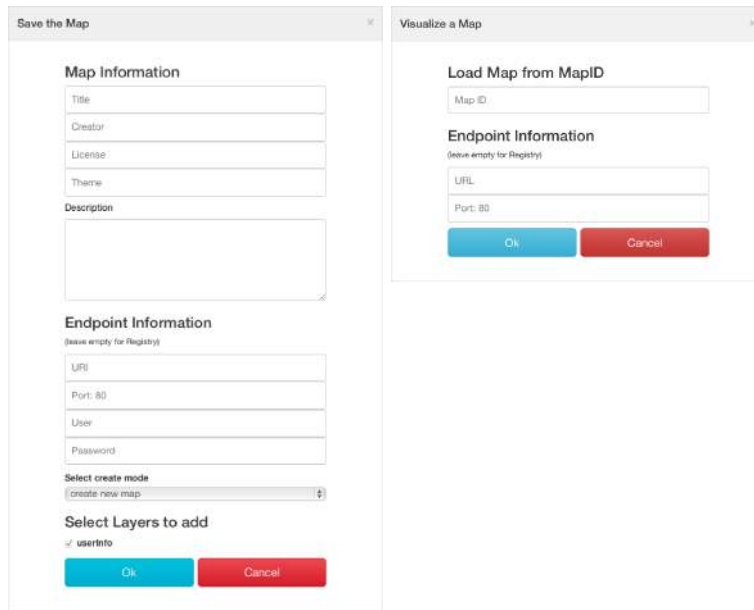 Save the Map
×
Map Information
Title
Creator
License
Theme
Description
Endpoint Information
(leave empty for Registry)
URI
Port: 80
User
Password
Select create mode
create new map
Select Layers to add
userInfo
Ok
Cancel
Visualize a Map
×
Load Map from MapID
Map ID
Endpoint Information
(leave empty for Registry)
URL
Port: 80
Ok
Cancel